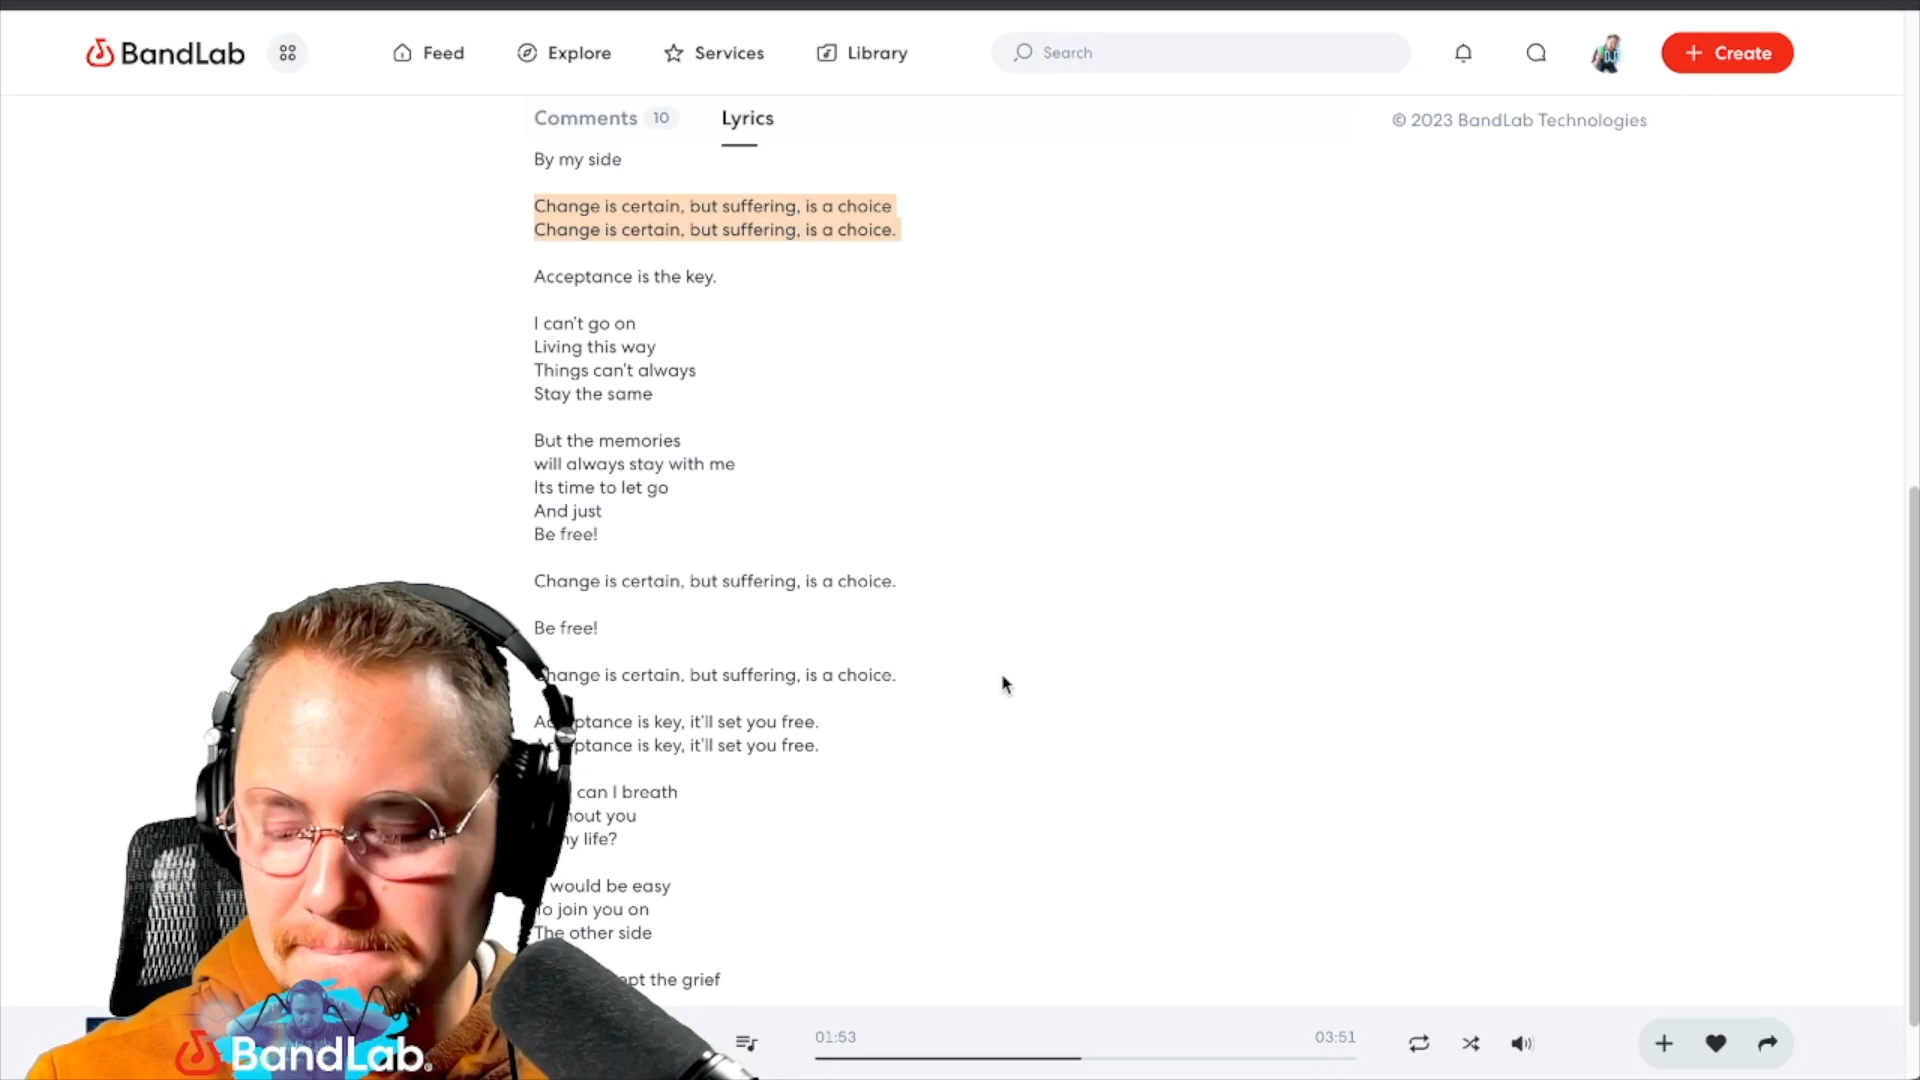 BandLab
Feed
Explore
Services
Library
Search
+ Create
Comments 10
Lyrics
© 2023 BandLab Technologies
By my side
Change is certain, but suffering, is a choice
Change is certain, but suffering, is a choice.
Acceptance is the key.
I can't go on
Living this way
Things can't always
Stay the same
But the memories
will always stay with me
Its time to let go
And just
Be free!
Change is certain, but suffering, is a choice.
Be free!
Change is certain, but suffering, is a choice.
Acceptance is key, it'll set you free.
Acceptance is key, it'll set you free.
can I breath
you
life?
would be easy
To join you on
The other side
the grief
01:53
03:51
BandLab